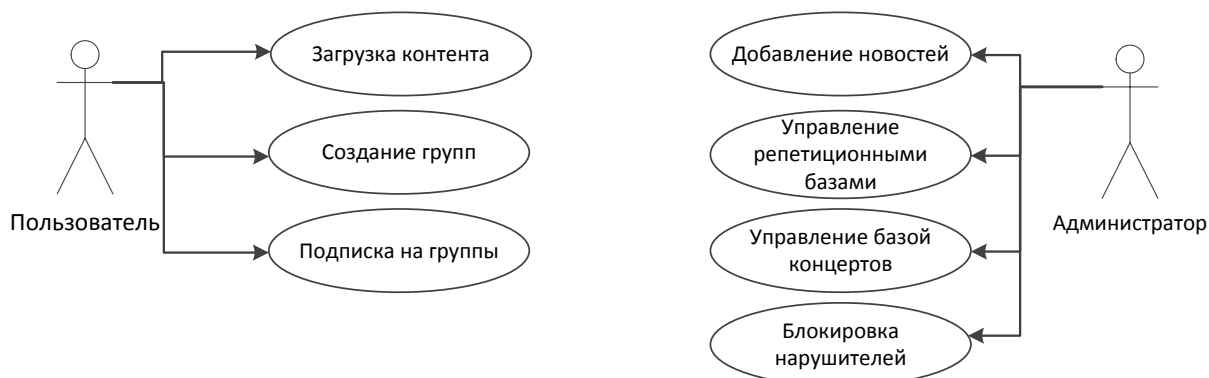 Загрузка контента
Создание групп
Подписка на группы
Пользователь
Добавление новостей
Управление
репетиционными
базами
Управление базой
концертов
Блокировка
нарушителей
Администратор